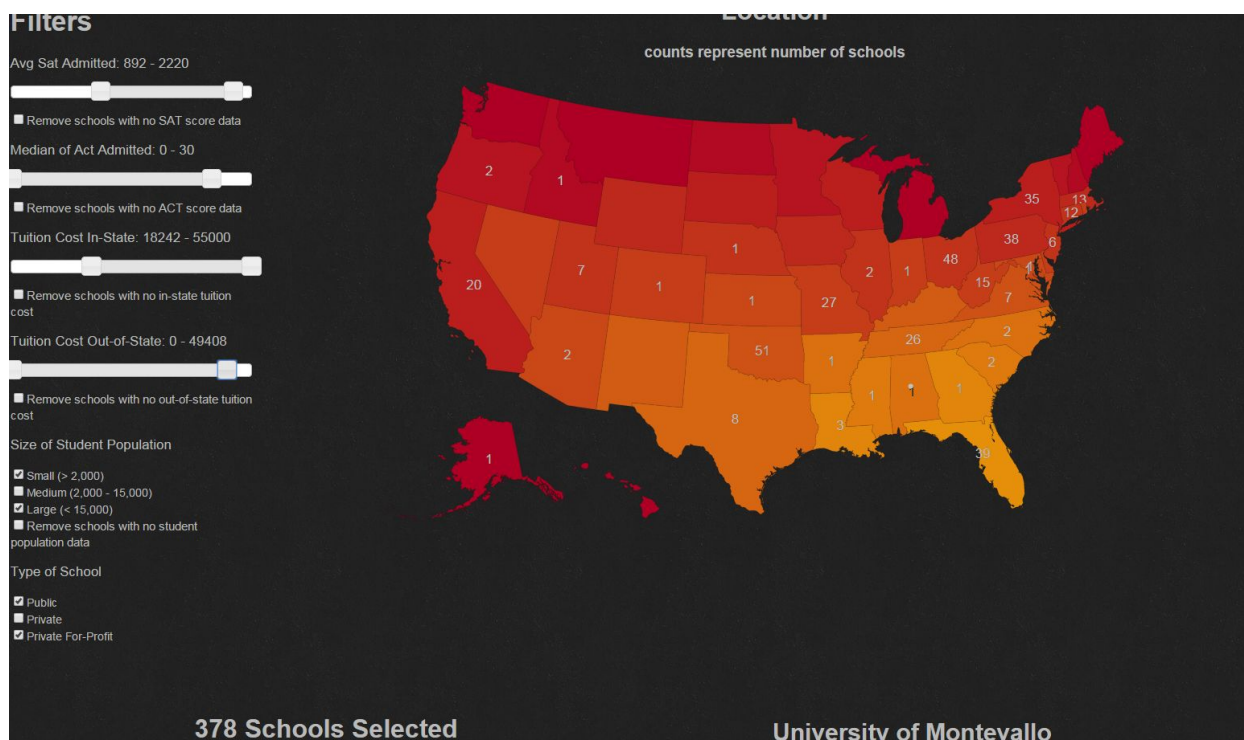 Filters
Avg Sat Admitted: 892 - 2220
Remove schools with no SAT score data
Median of Act Admitted: 0 - 30
Remove schools with no ACT score data
Tuition Cost In-State: 18242 - 55000
Remove schools with no in-state tuition
cost
Tuition Cost Out-of-State: 0 - 49408
Remove schools with no out-of-state tuition
cost
Size of Student Population
Small (> 2,000)
Medium (2,000 - 15,000)
Large (< 15,000)
Remove schools with no student
population data
Type of School
Public
Private
Private For-Profit
Location
counts represent number of schools
2
1
35
13
12
38
6
1
48
2
1
7
15
20
1
1
27
7
2
51
26
2
1
2
8
1
1
1
3
39
1
378 Schools Selected
University of Montevallo